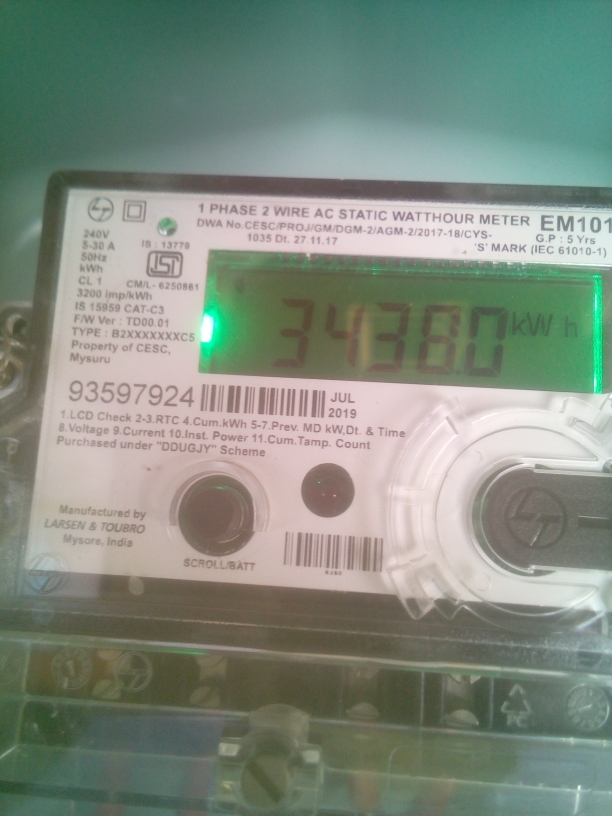 1 PHASE 2 WIRE AC STATIC WATTHOUR METER EM101
DWA No.CESC/PROJ/GM/DGM-2/AGM-2/2017-18/CYS-
1035 Dt. 27.11.17
G.P : 5 Yrs
'S' MARK (IEC 61010-1)
240V
5-30 A
50Hz
kWh
CL 1
3200 imp/kWh
IS 15959 CAT-C3
F/W Ver : TD00.01
TYPE : B2XXXXXXXC5
Property of CESC,
Mysuru
IS : 13779
ISI
CM/L- 6250861
3438.0 kW h
93597924
JUL
2019
1.LCD Check 2-3.RTC 4.Cum.kWh 5-7.Prev. MD kW,Dt. & Time
8.Voltage 9.Current 10.Inst. Power 11.Cum.Tamp. Count
Purchased under "DDUGJY" Scheme
Manufactured by
LARSEN & TOUBRO
Mysore, India
SCROLL/BATT
PC